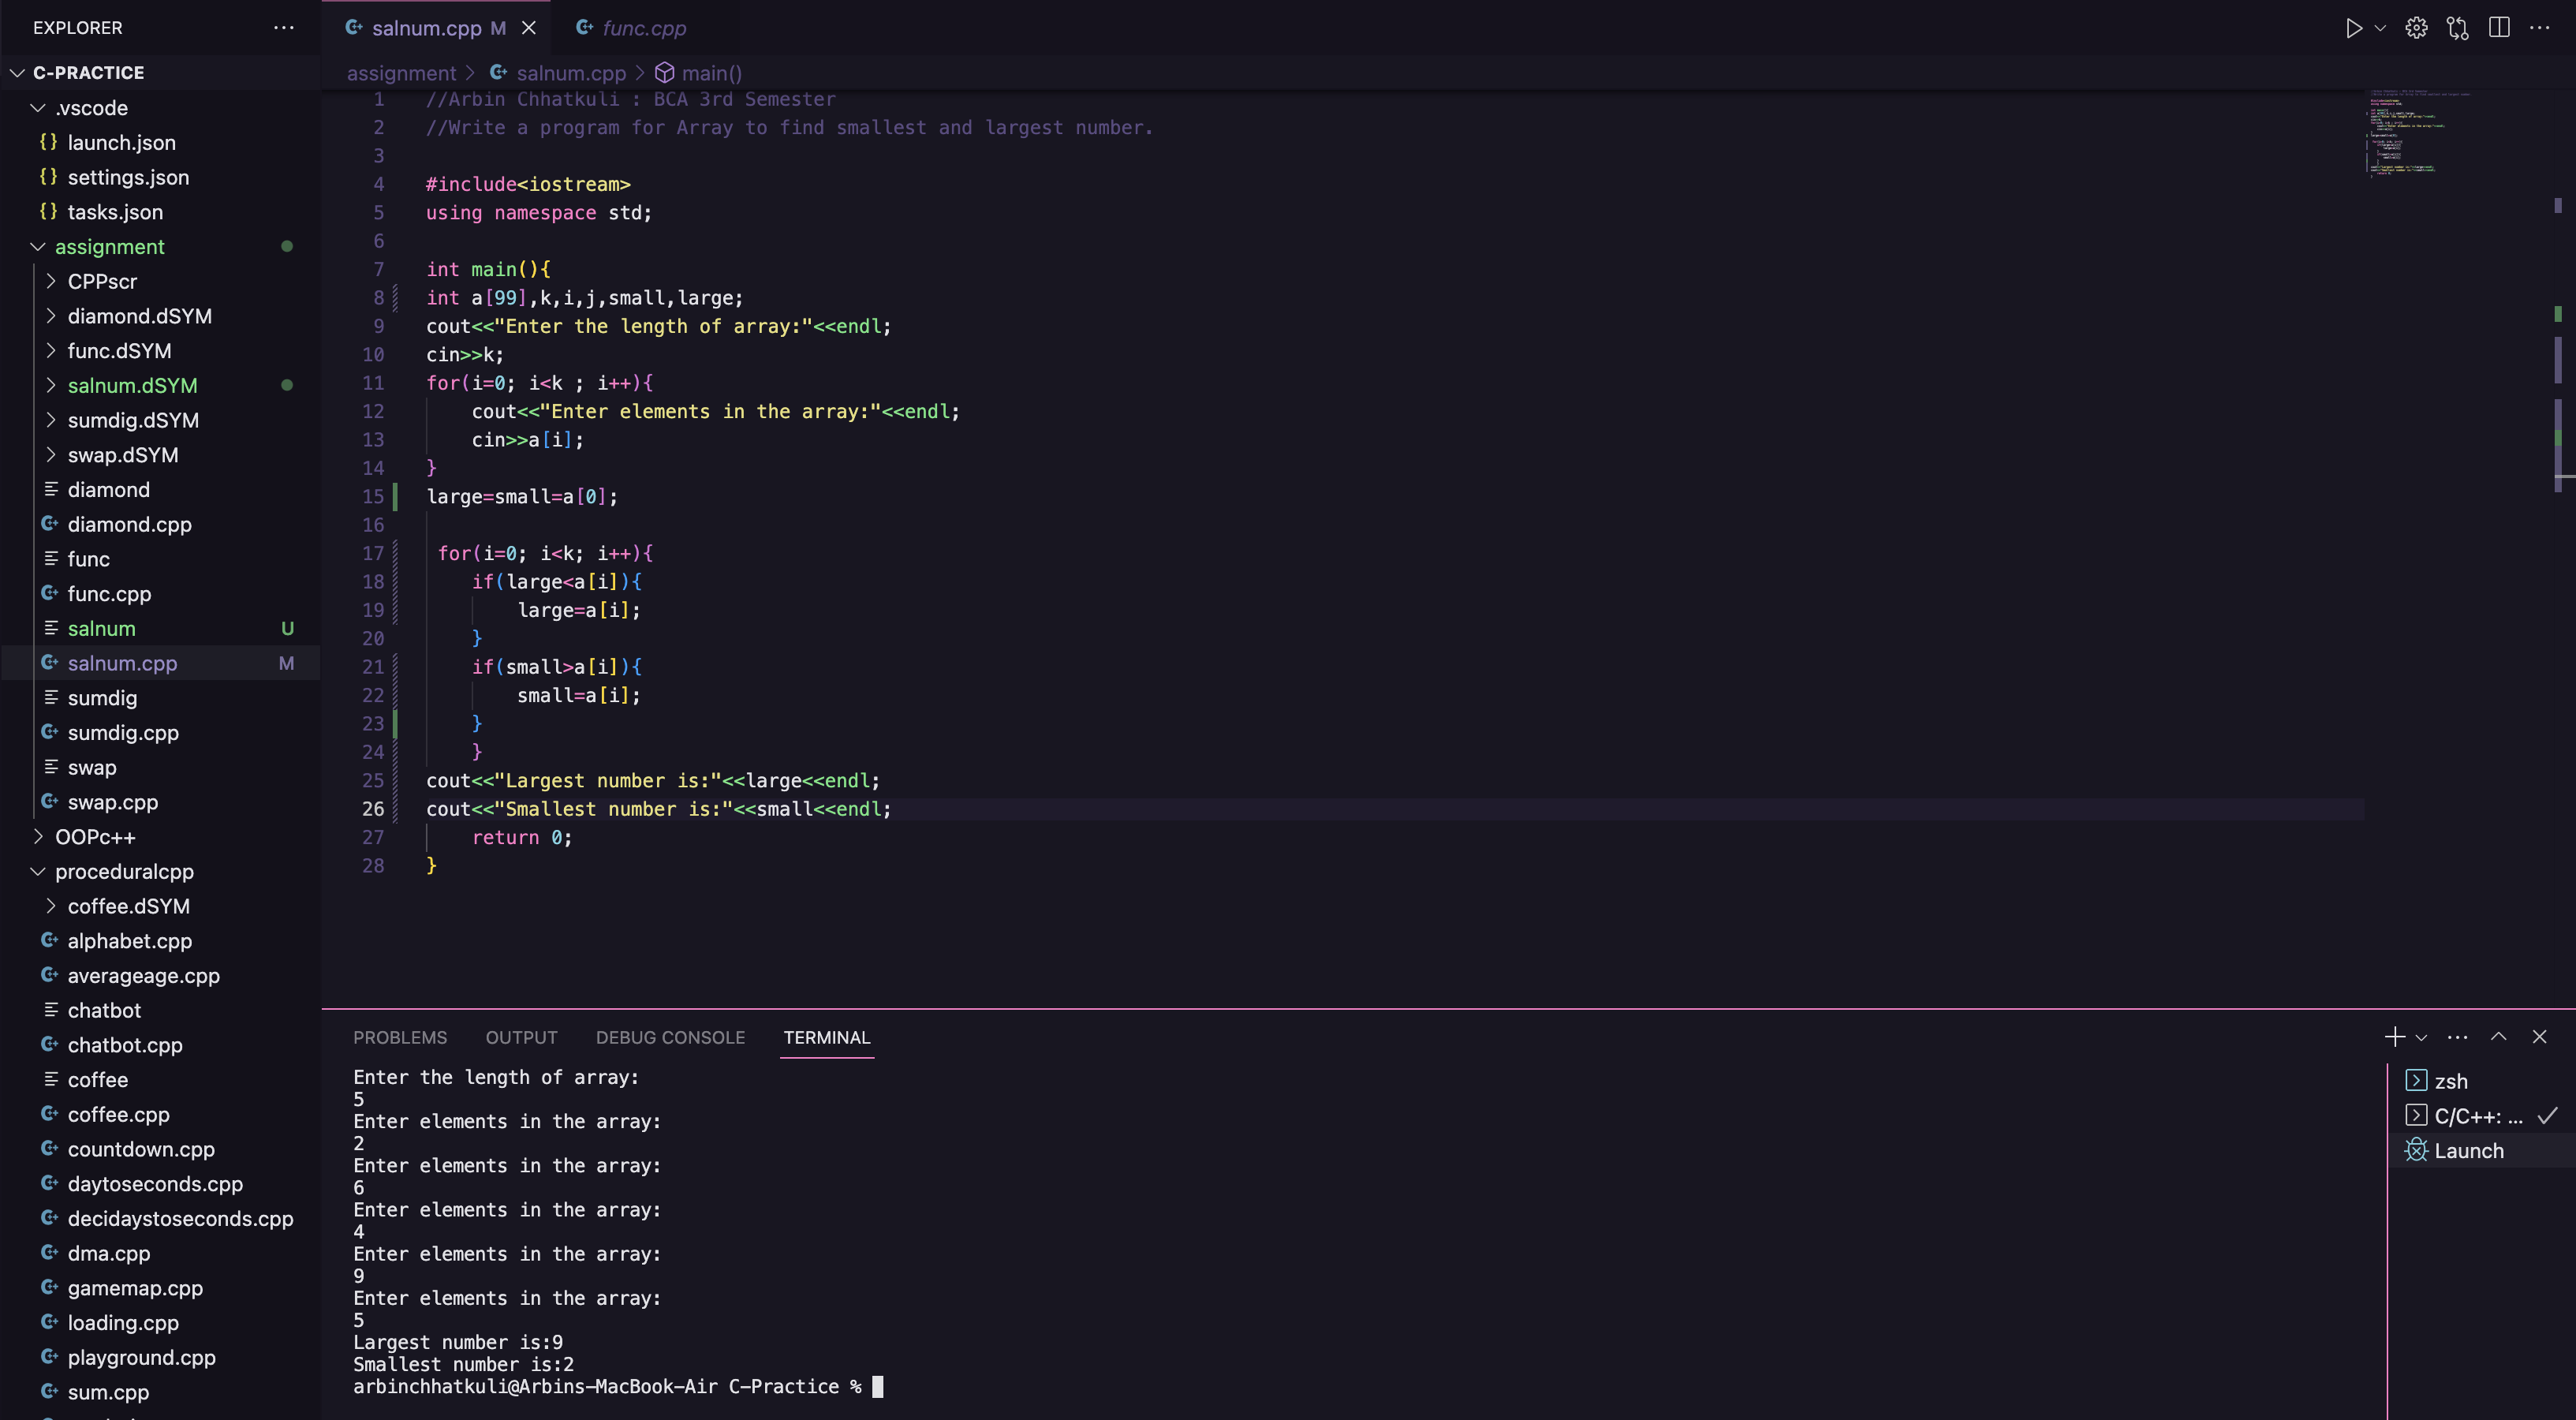 EXPLORER
C-PRACTICE
.vscode
{} launch.json
{} settings.json
{} tasks.json
assignment
CPPscr
diamond.dSYM
func.dSYM
salnum.dSYM
sumdig.dSYM
swap.dSYM
diamond
diamond.cpp
func
func.cpp
salnum U
salnum.cpp M
sumdig
sumdig.cpp
swap
swap.cpp
OOPc++
proceduralcpp
coffee.dSYM
alphabet.cpp
averageage.cpp
chatbot
chatbot.cpp
coffee
coffee.cpp
countdown.cpp
daytoseconds.cpp
decidaystoseconds.cpp
dma.cpp
gamemap.cpp
loading.cpp
playground.cpp
sum.cpp
salnum.cpp M
func.cpp
assignment > salnum.cpp > main()
1 //Arbin Chhatkuli : BCA 3rd Semester
2 //Write a program for Array to find smallest and largest number.
3
4 #include<iostream>
5 using namespace std;
6
7 int main(){
8 int a[99],k,i,j,small,large;
9 cout<<"Enter the length of array:"<<endl;
10 cin>>k;
11 for(i=0; i<k ; i++){
12 cout<<"Enter elements in the array:"<<endl;
13 cin>>a[i];
14 }
15 large=small=a[0];
16
17 for(i=0; i<k; i++){
18 if(large<a[i]){
19 large=a[i];
20 }
21 if(small>a[i]){
22 small=a[i];
23 }
24 }
25 cout<<"Largest number is:"<<large<<endl;
26 cout<<"Smallest number is:"<<small<<endl;
27 return 0;
28 }
PROBLEMS OUTPUT DEBUG CONSOLE TERMINAL
Enter the length of array:
5
Enter elements in the array:
2
Enter elements in the array:
6
Enter elements in the array:
4
Enter elements in the array:
9
Enter elements in the array:
5
Largest number is:9
Smallest number is:2
arbinchhatkuli@Arbins-MacBook-Air C-Practice %
zsh
C/C++: ...
Launch